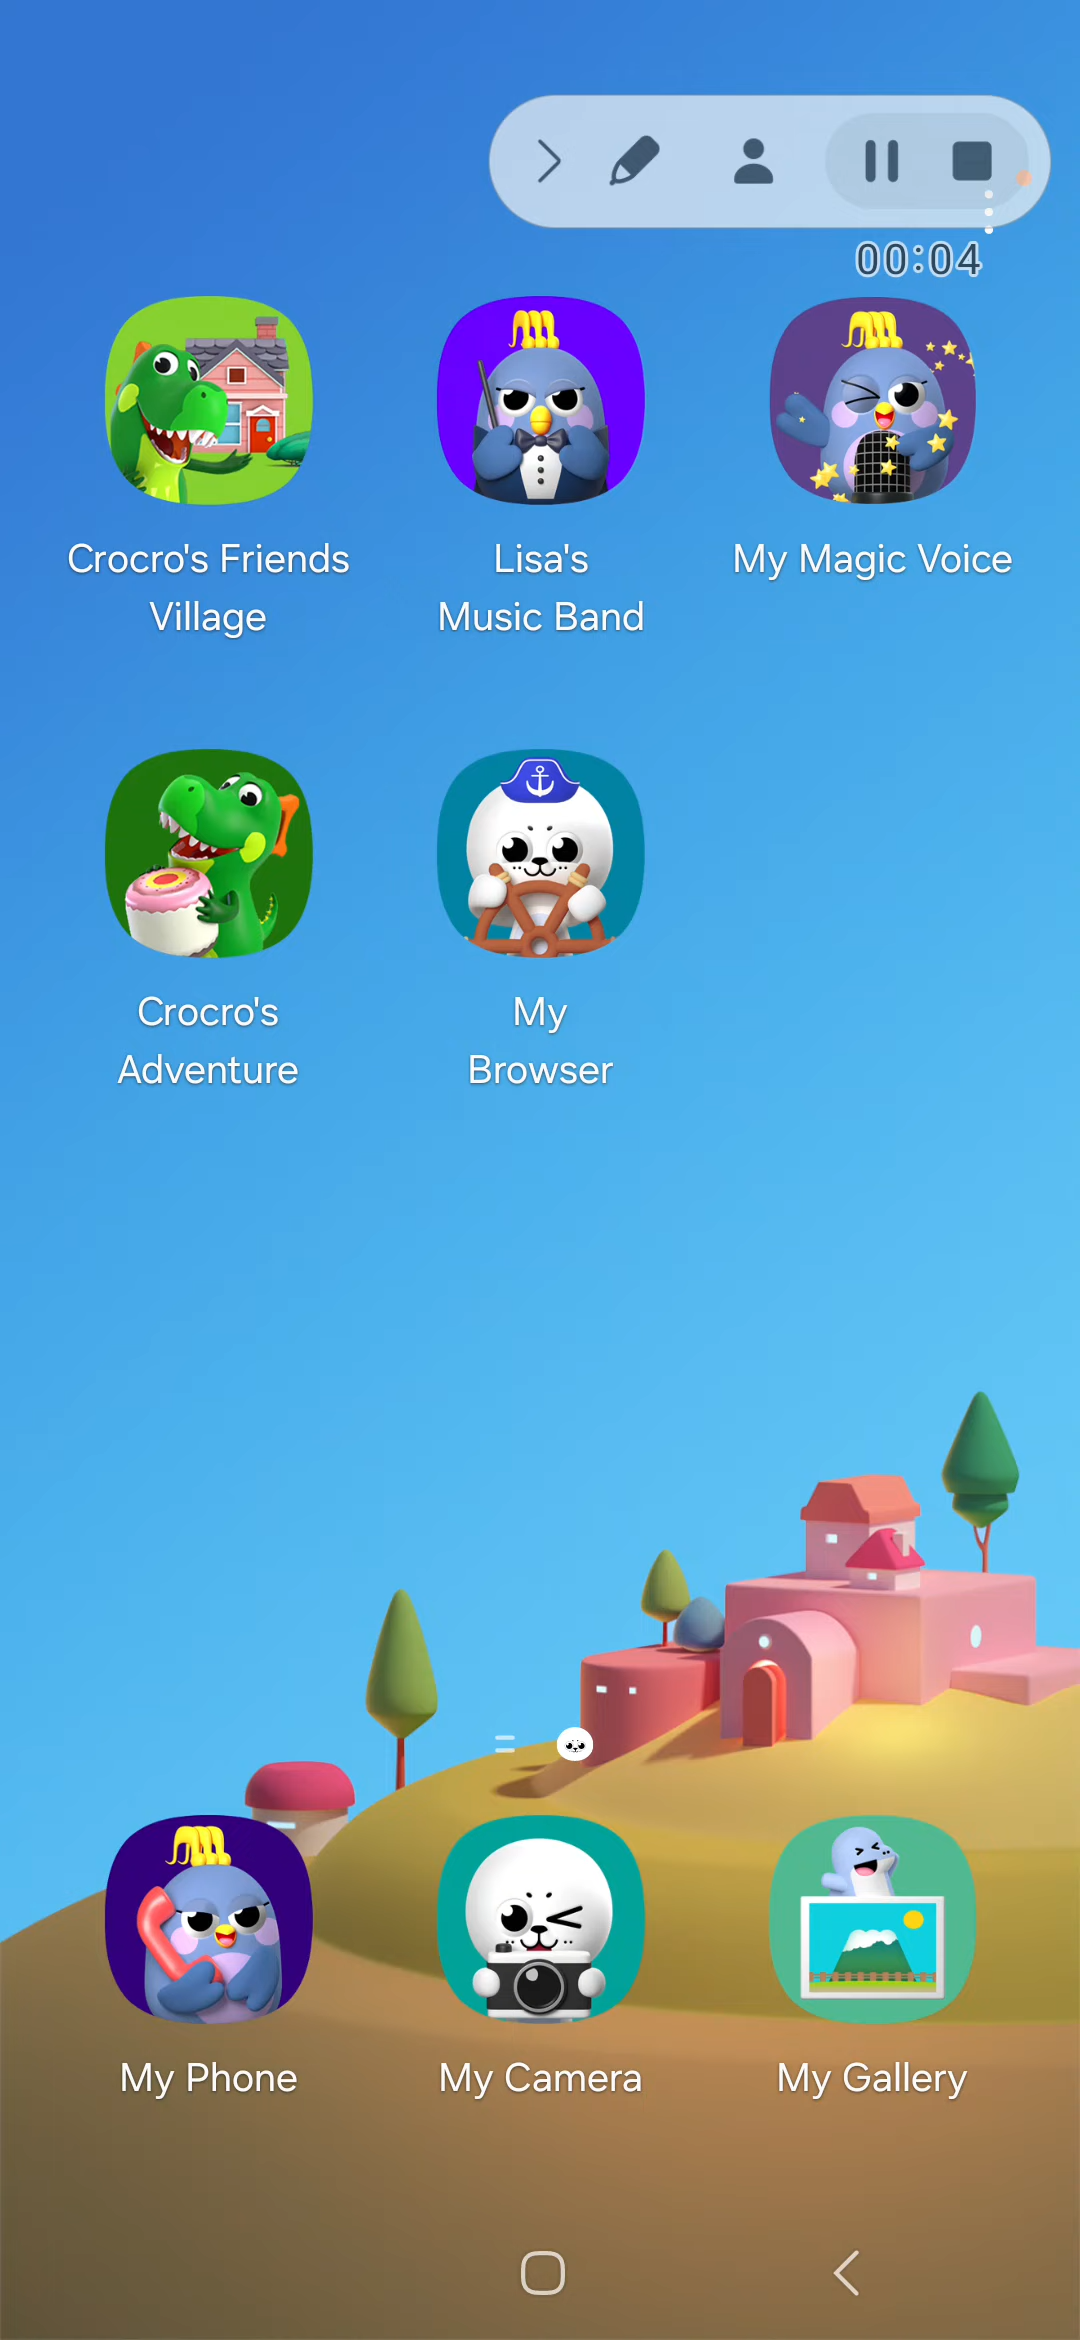 00:04
Crocro's Friends
Village
Lisa's
Music Band
My Magic Voice
Crocro's
Adventure
My
Browser
My Phone
My Camera
My Gallery